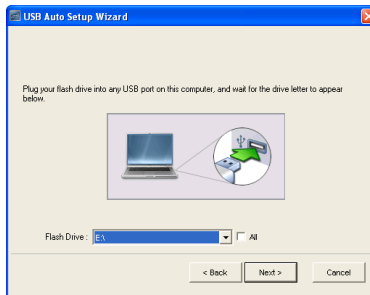 USB Auto Setup Wizard
Plug your flash drive into any USB port on this computer, and wait for the drive letter to appear
below.
Flash Drive : E:\ All
< Back Next > Cancel